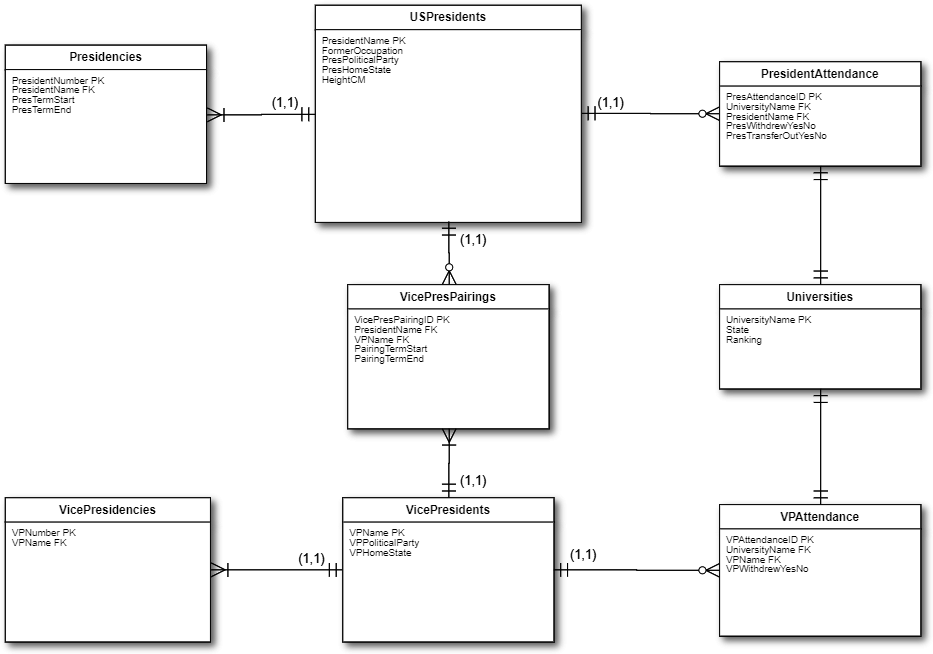 USPresidents
PresidentName PK
FormerOccupation
PresPoliticalParty
PresHomeState
HeightCM
Presidencies
PresidentNumber PK
PresidentName FK
PresTermStart
PresTermEnd
(1,1)
(1,1)
PresidentAttendance
PresAttendanceID PK
UniversityName FK
PresidentName FK
PresWithdrewYesNo
PresTransferOutYesNo
(1,1)
VicePresPairings
VicePresPairingID PK
PresidentName FK
VPName FK
PairingTermStart
PairingTermEnd
Universities
UniversityName PK
State
Ranking
(1,1)
VicePresidencies
VPNumber PK
VPName FK
(1,1)
VicePresidents
VPName PK
VPPoliticalParty
VPHomeState
(1,1)
VPAttendance
VPAttendanceID PK
UniversityName FK
VPName FK
VPWithdrewYesNo